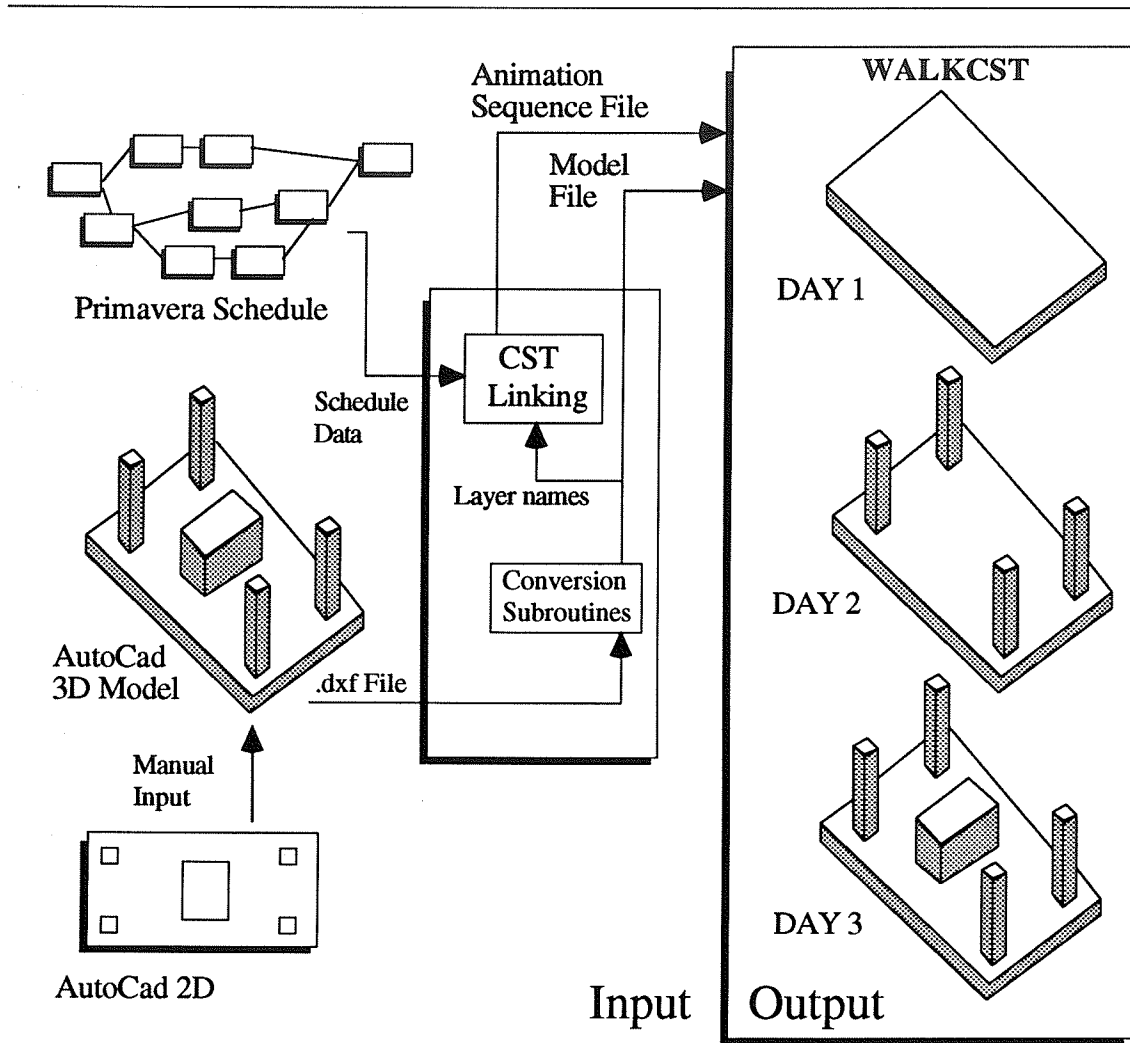 Animation
Sequence File
Model
File
Primavera Schedule
CST
Linking
Schedule
Data
Layer names
Conversion
Subroutines
AutoCad
3D Model
.dxf File
Manual
Input
AutoCad 2D
Input
WALKCST
DAY 1
DAY 2
DAY 3
Output